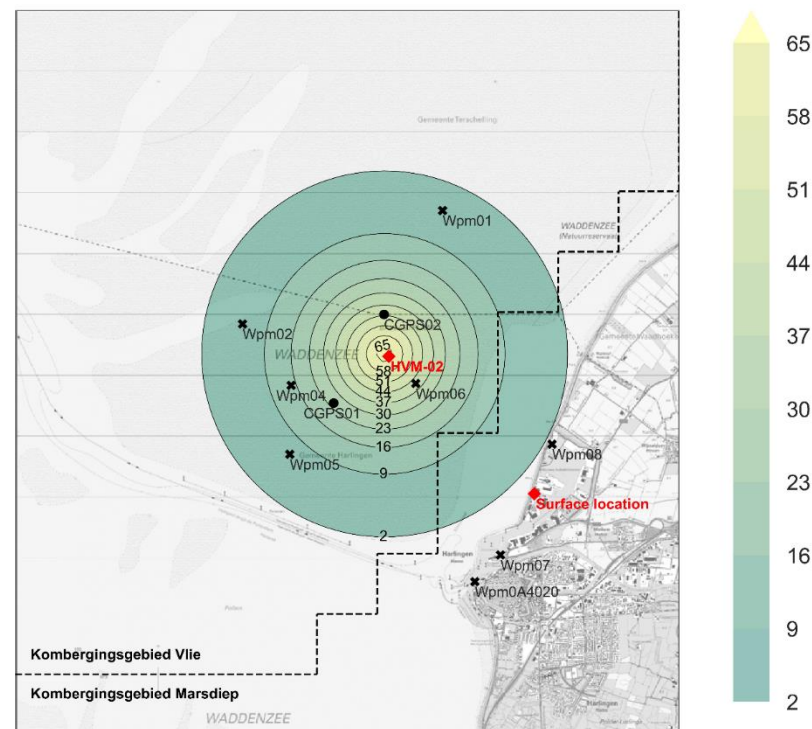 Gemeente Terschelling
Wpm01
WADDENZEE
(Natuurreservaat)
CGPS02
Wpm02
WADDENZEE
65
HVM-02
58
51
44
37
30
23
16
9
2
Wpm04
Wpm06
CGPS01
Wpm05
Gemeente Harlingen
Wpm08
Surface location
Harlingen
Wpm07
Wpm0A4020
Kombergingsgebied Vlie
Kombergingsgebied Marsdiep
WADDENZEE
Harlingen
65
58
51
44
37
30
23
16
9
2